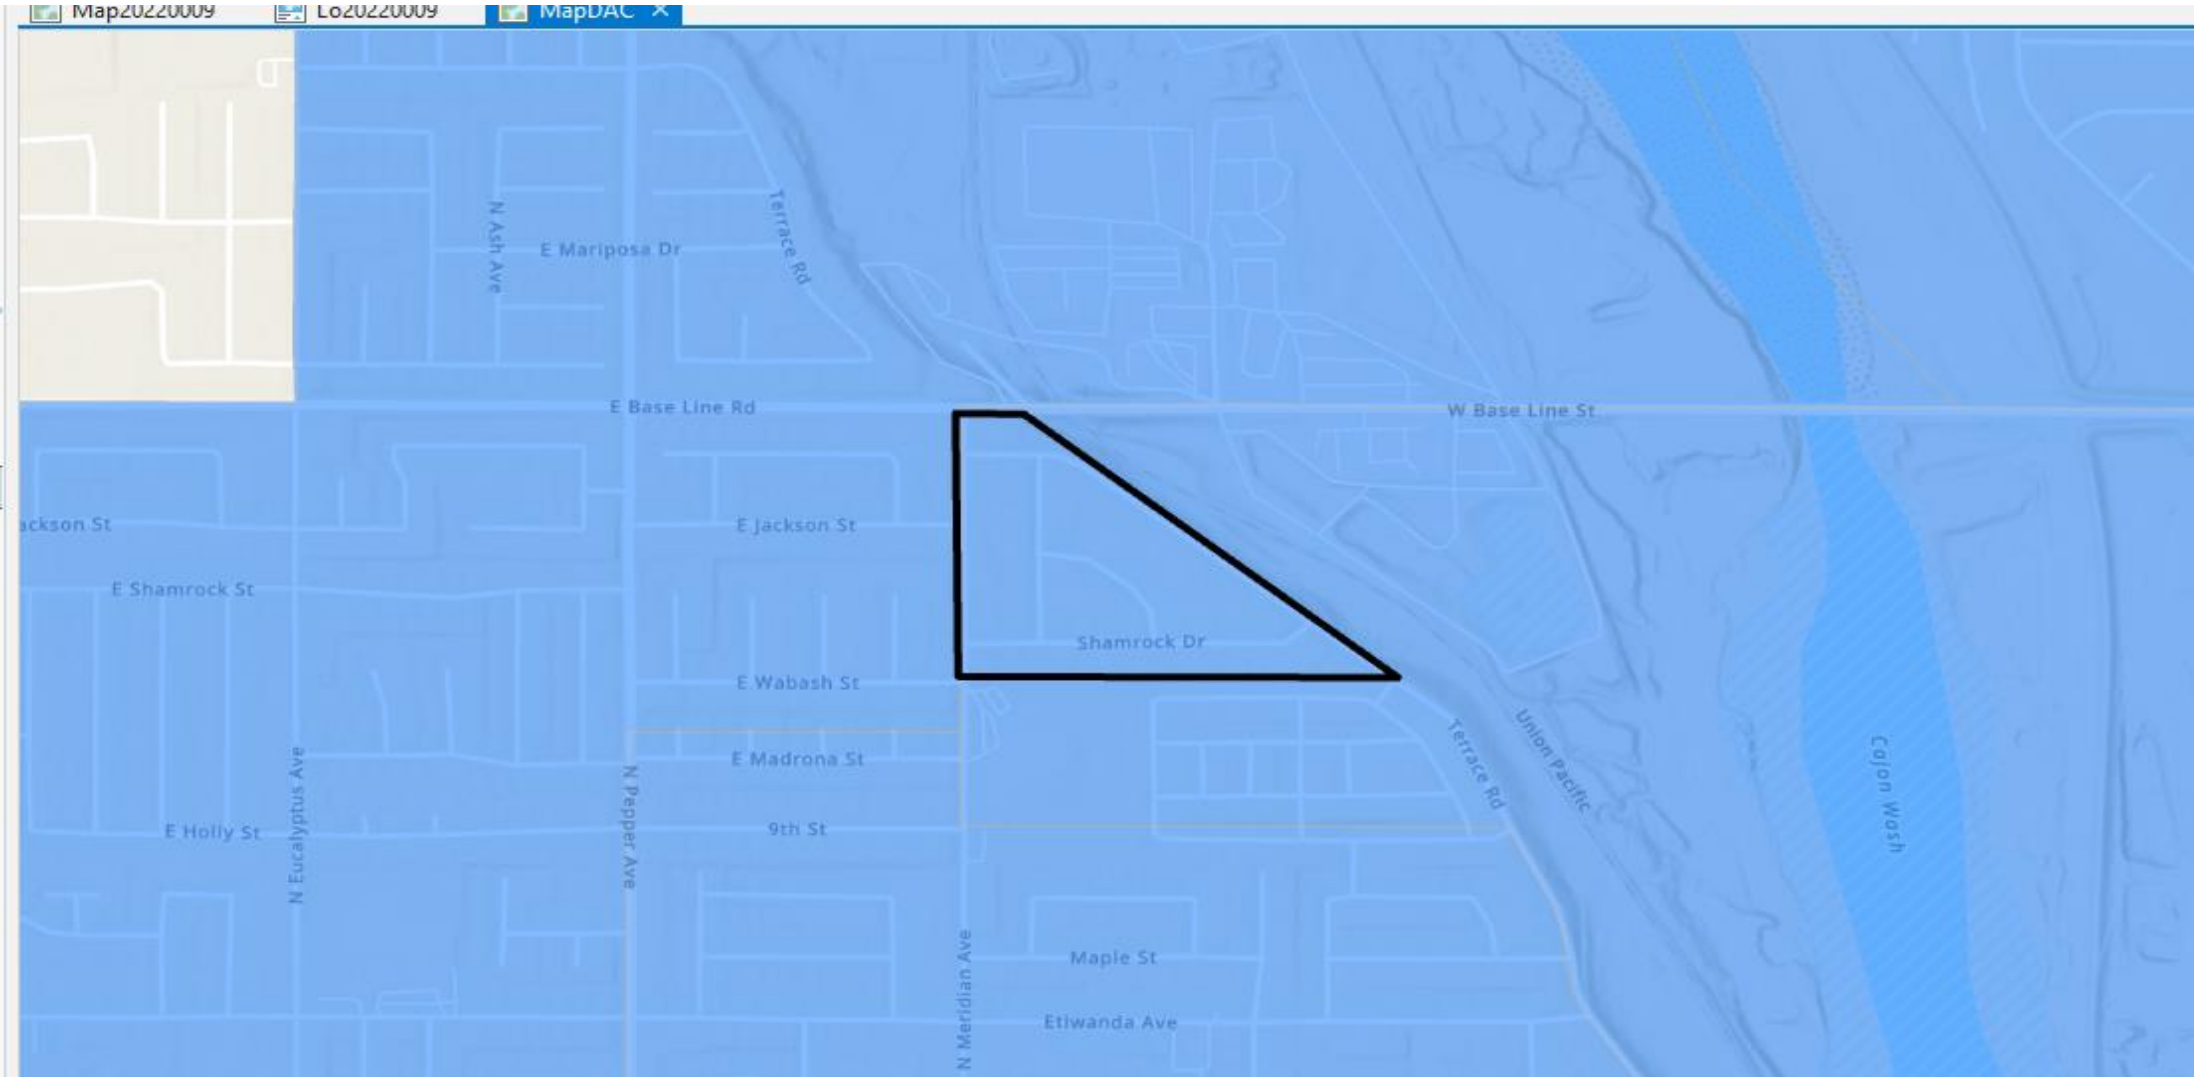 Map20220009
Lo20220009
MapDAC
N Ash Ave
E Mariposa Dr
Terrace Rd
E Base Line Rd
W Base Line St
ackson St
E Jackson St
E Shamrock St
Shamrock Dr
E Wabash St
E Madrona St
N Eucalyptus Ave
N Pepper Ave
Terrace Rd
Union Pacific
Cajon Wash
E Holly St
9th St
N Meridian Ave
Maple St
Etiwanda Ave